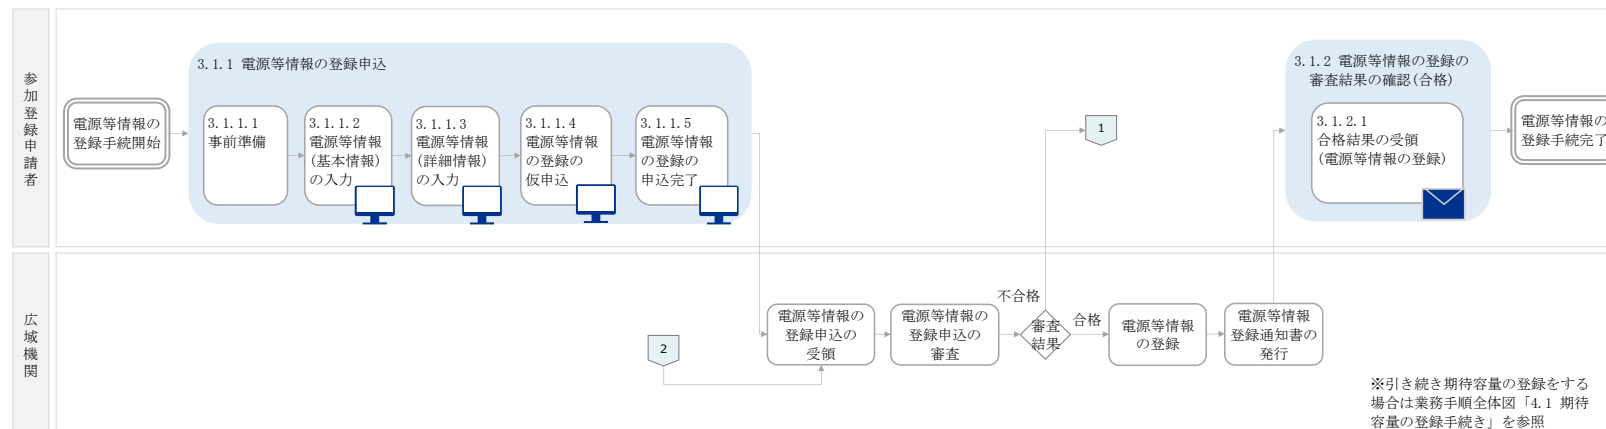 参加登録申請者
電源等情報の
登録手続開始
3.1.1 電源等情報の登録申込
3.1.1.1
事前準備
3.1.1.2
電源等情報
(基本情報)
の入力
3.1.1.3
電源等情報
(詳細情報)
の入力
3.1.1.4
電源等情報
の登録の
仮申込
3.1.1.5
電源等情報
の登録の
申込完了
1
3.1.2 電源等情報の登録の
審査結果の確認(合格)
3.1.2.1
合格結果の受領
(電源等情報の登録)
電源等情報の
登録手続完了
広域機関
2
電源等情報の
登録申込の
受領
電源等情報の
登録申込の
審査
不合格
審査
結果
合格
電源等情報
の登録
電源等情報
登録通知書の
発行
※引き続き期待容量の登録をする
場合は業務手順全体図「4.1 期待
容量の登録手続き」を参照